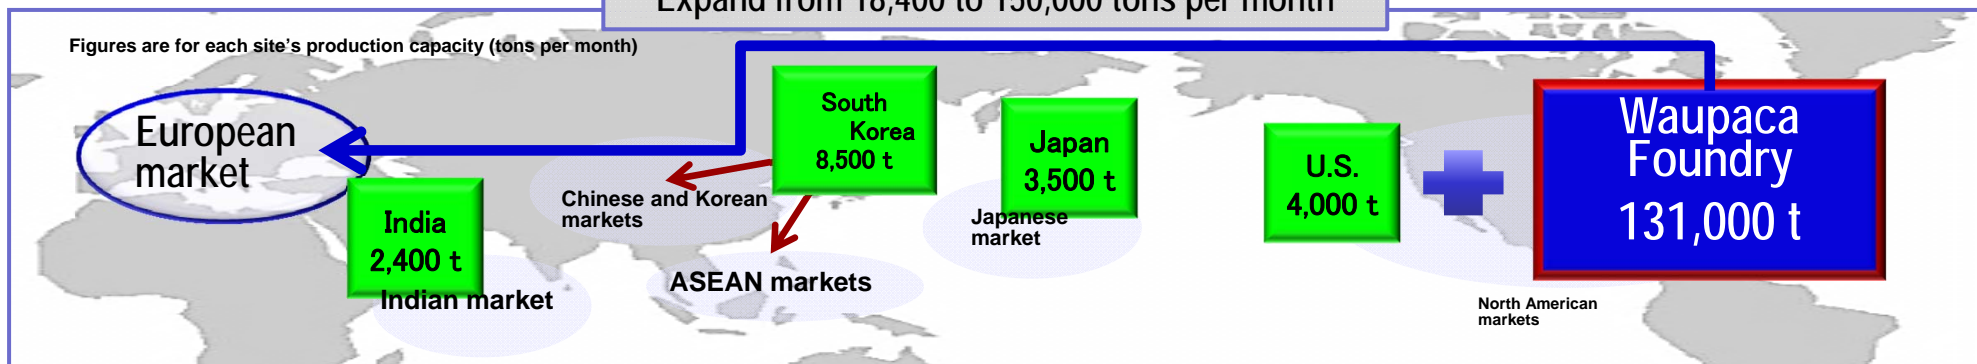 Expand from 18,400 to 150,000 tons per month
Figures are for each site's production capacity (tons per month)
European
market
South
Korea
8,500 t
Japan
3,500 t
U.S.
4,000 t
Waupaca
Foundry
131,000 t
India
2,400 t
Chinese and Korean
markets
Japanese
market
ASEAN markets
Indian market
North American
markets